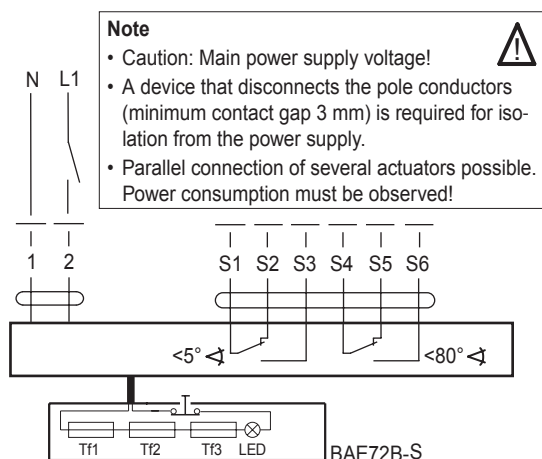 Note
• Caution: Main power supply voltage!
• A device that disconnects the pole conductors
(minimum contact gap 3 mm) is required for iso-
lation from the power supply.
• Parallel connection of several actuators possible.
Power consumption must be observed!
N L1
1 2 S1 S2 S3 S4 S5 S6
<5° <80°
Tf1 Tf2 Tf3 LED
BAE72B-S